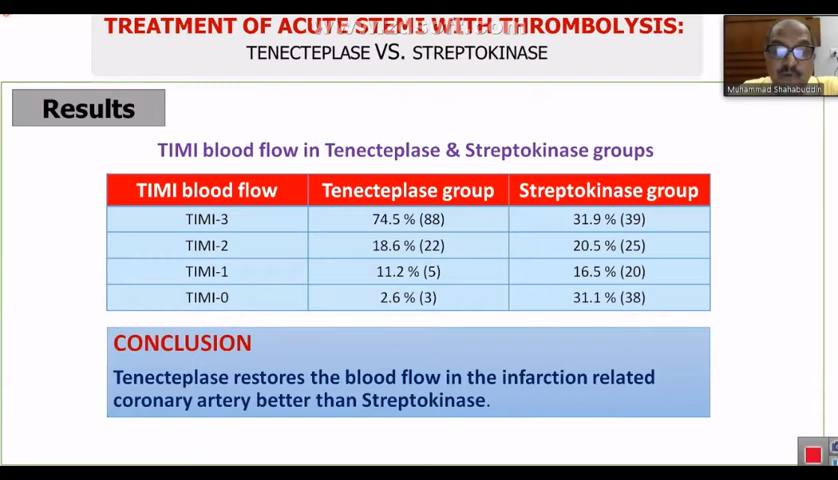 TREATMENT OF ACUTE STEMI WITH THROMBOLYSIS:
TENECTEPLASE VS. STREPTOKINASE
Muhammad Shahabuddin
Results
TIMI blood flow in Tenecteplase & Streptokinase groups
TIMI blood flow Tenecteplase group Streptokinase group
TIMI-3 74.5 % (88) 31.9 % (39)
TIMI-2 18.6 % (22) 20.5 % (25)
TIMI-1 11.2 % (5) 16.5 % (20)
TIMI-0 2.6 % (3) 31.1 % (38)
CONCLUSION
Tenecteplase restores the blood flow in the infarction related
coronary artery better than Streptokinase.